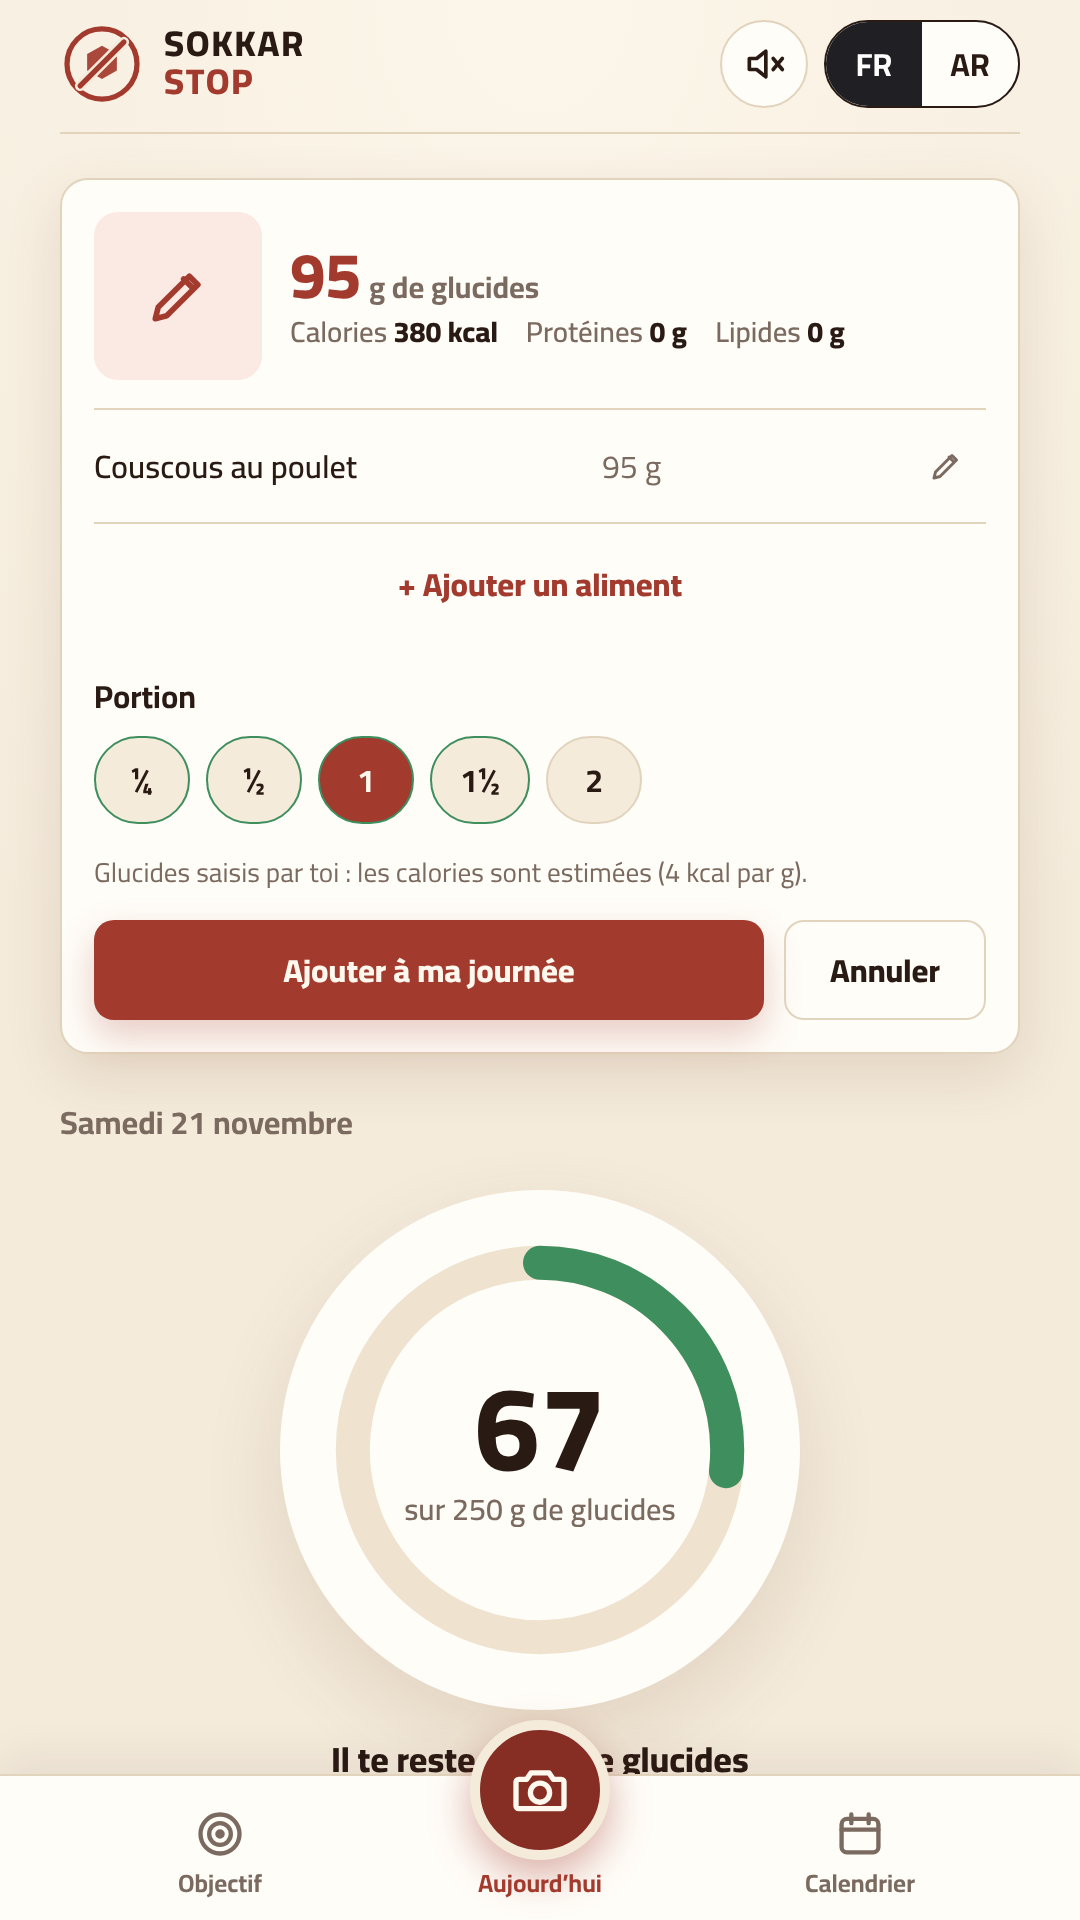 SOKKAR
STOP
FR
AR
95 g de glucides
Calories 380 kcal Protéines 0 g Lipides 0 g
Couscous au poulet 95 g
+ Ajouter un aliment
Portion
¼ ½ 1 1½ 2
Glucides saisis par toi : les calories sont estimées (4 kcal par g).
Ajouter à ma journée
Annuler
Samedi 21 novembre
67
sur 250 g de glucides
Il te reste e glucides
Objectif
Aujourd’hui
Calendrier